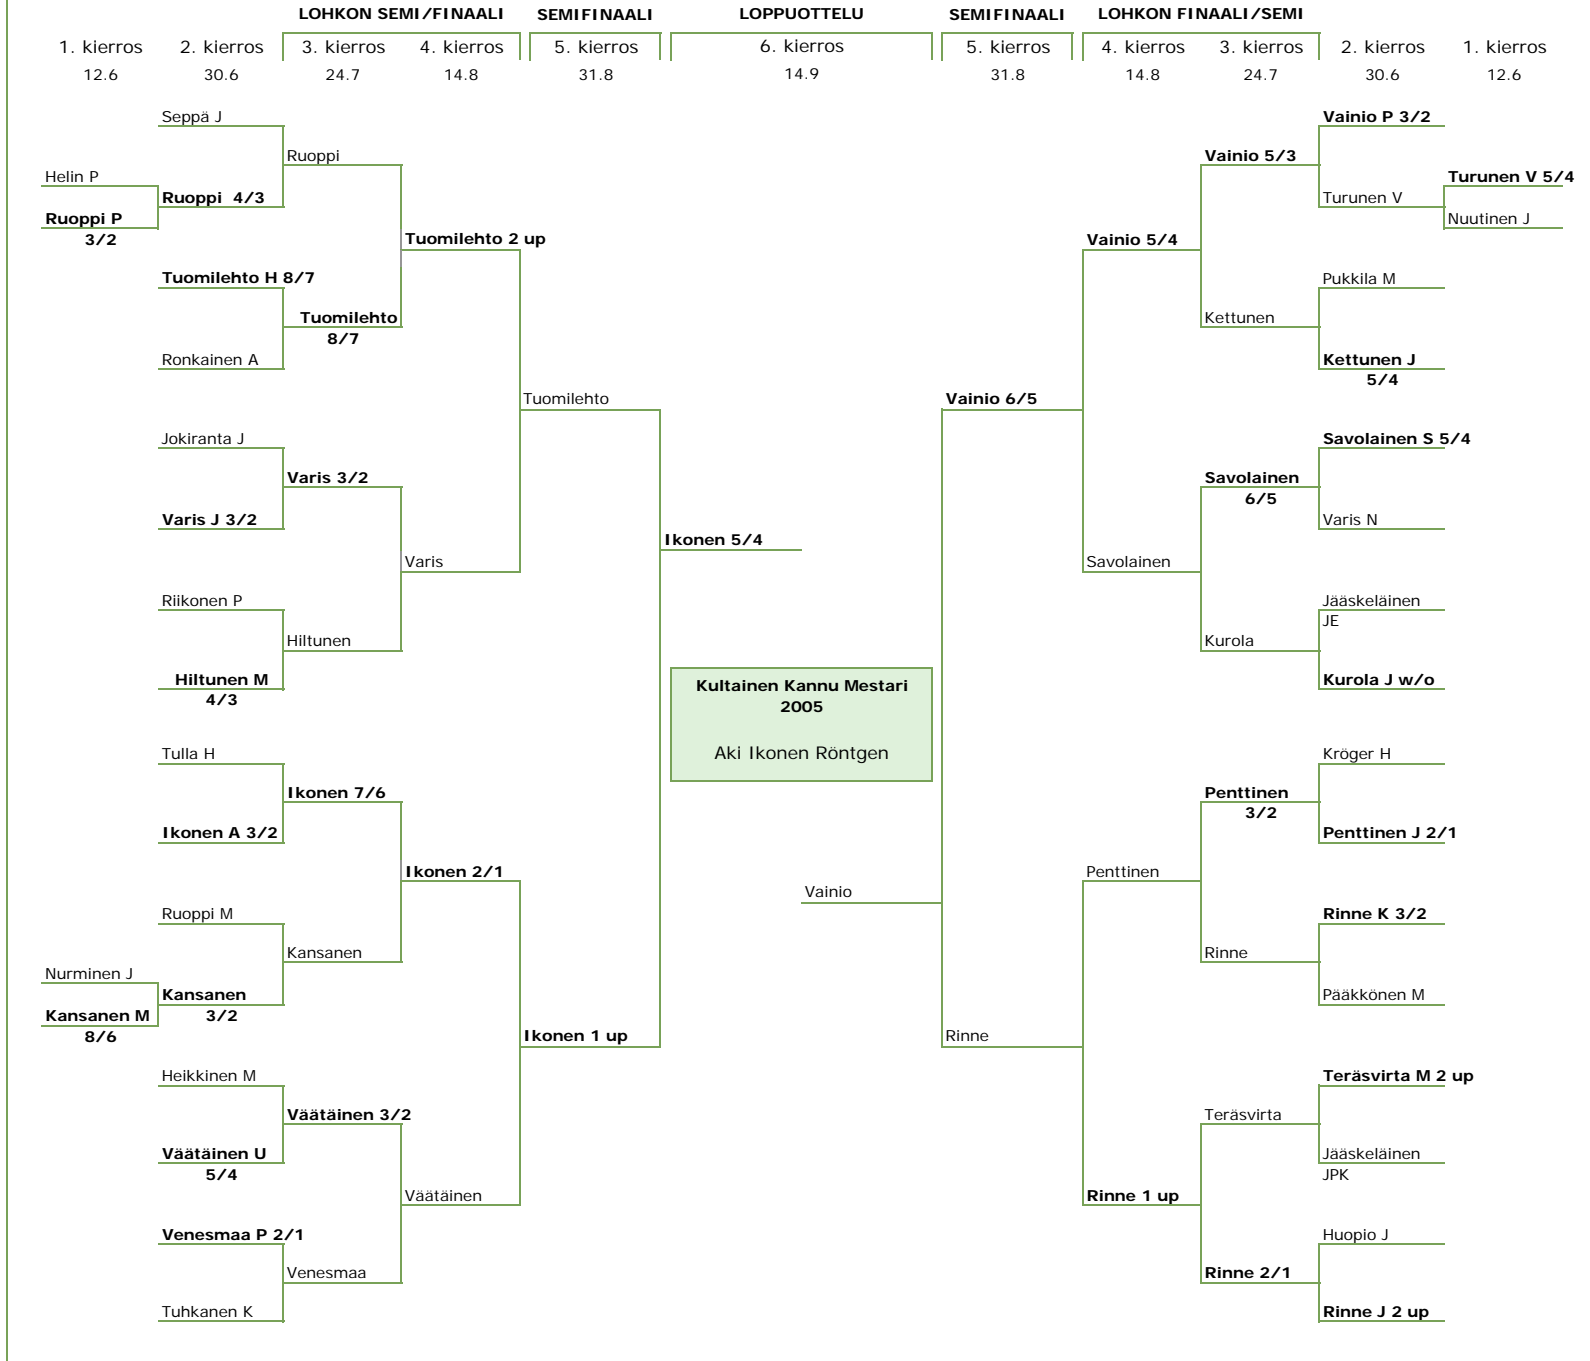 LOHKON SEMI/FINAALI SEMIFINAALI LOPPUOTTELU SEMIFINAALI LOHKON FINAALI/SEMI
1. kierros 2. kierros 3. kierros 4. kierros 5. kierros 6. kierros 5. kierros 4. kierros 3. kierros 2. kierros 1. kierros
12.6 30.6 24.7 14.8 31.8 14.9 31.8 14.8 24.7 30.6 12.6
Seppä J Vainio P 3/2
Ruoppi Vainio 5/3
Helin P Turunen V 5/4
Ruoppi 4/3 Turunen V
Ruoppi P Nuutinen J
3/2
Tuomilehto 2 up Vainio 5/4
Tuomilehto H 8/7 Pukkila M
Tuomilehto Kettunen
8/7
Ronkainen A Kettunen J
5/4
Tuomilehto Vainio 6/5
Jokiranta J Savolainen S 5/4
Varis 3/2 Savolainen
6/5
Varis J 3/2 Varis N
Ikonen 5/4
Varis Savolainen
Riikonen P Jääskeläinen
JE
Hiltunen Kurola
Hiltunen M Kultainen Kannu Mestari Kurola J w/o
4/3 2005
Aki Ikonen Röntgen
Tulla H Kröger H
Ikonen 7/6 Penttinen
3/2
Ikonen A 3/2 Penttinen J 2/1
Ikonen 2/1 Penttinen
Vainio
Ruoppi M Rinne K 3/2
Kansanen Rinne
Nurminen J
Kansanen Pääkkönen M
Kansanen M 3/2
8/6
Ikonen 1 up Rinne
Heikkinen M Teräsvirta M 2 up
Väätäinen 3/2 Teräsvirta
Väätäinen U Jääskeläinen
5/4 JPK
Väätäinen Rinne 1 up
Venesmaa P 2/1 Huopio J
Venesmaa Rinne 2/1
Tuhkanen K Rinne J 2 up